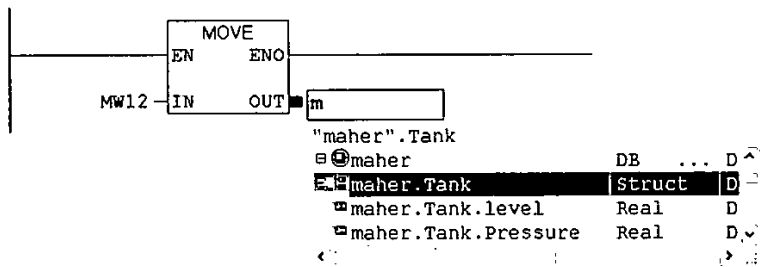 MOVE
EN ENO
MW12 IN OUT m
"maher".Tank
maher DB ... D
maher.Tank Struct D
maher.Tank.level Real D
maher.Tank.Pressure Real D